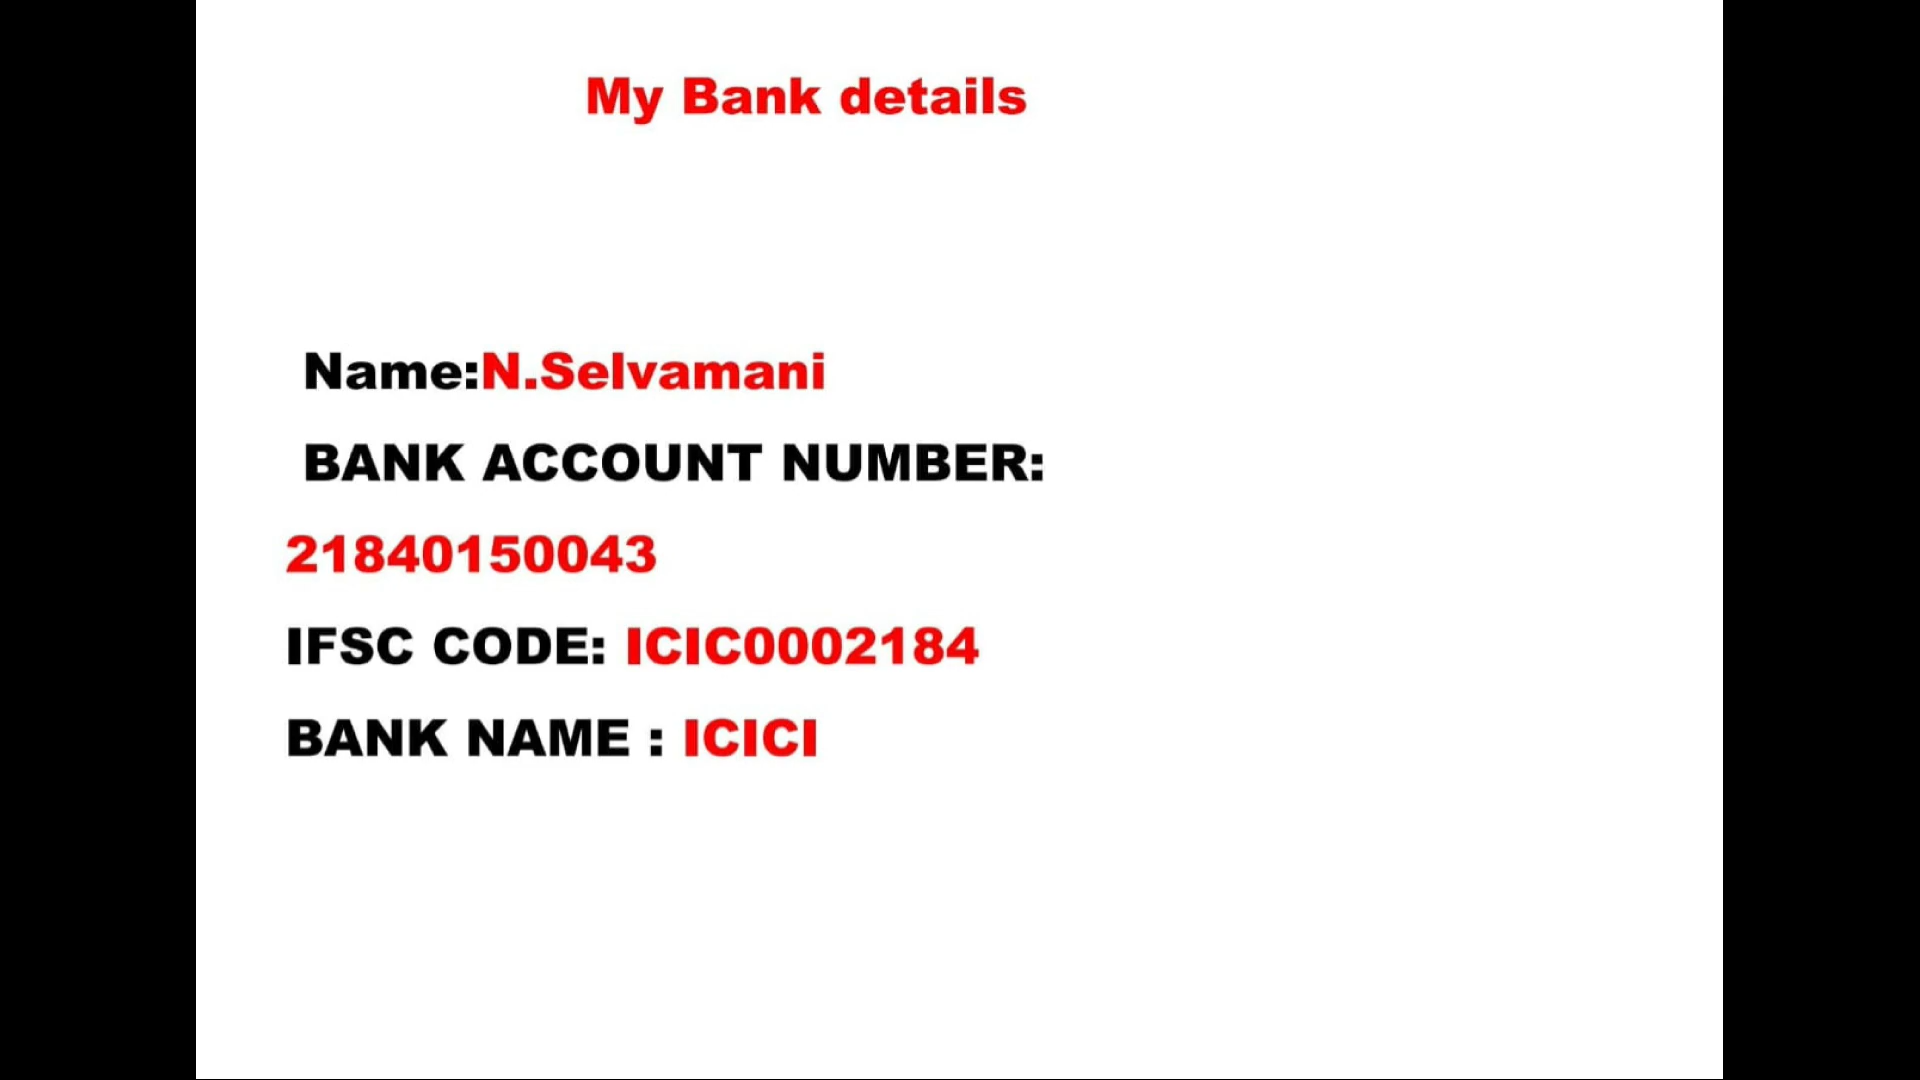 My Bank details
Name:N.Selvamani
BANK ACCOUNT NUMBER:
21840150043
IFSC CODE: ICIC0002184
BANK NAME : ICICI